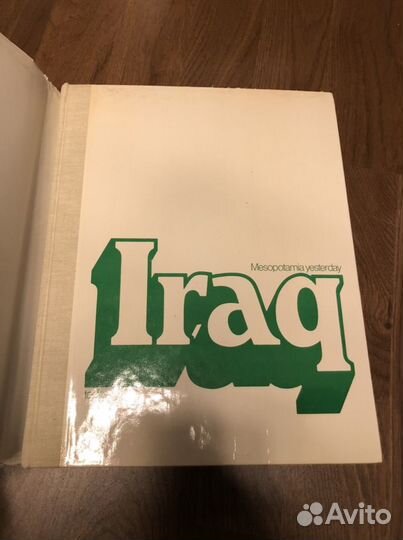 Mesopotamia yesterday
Iraq
Avito